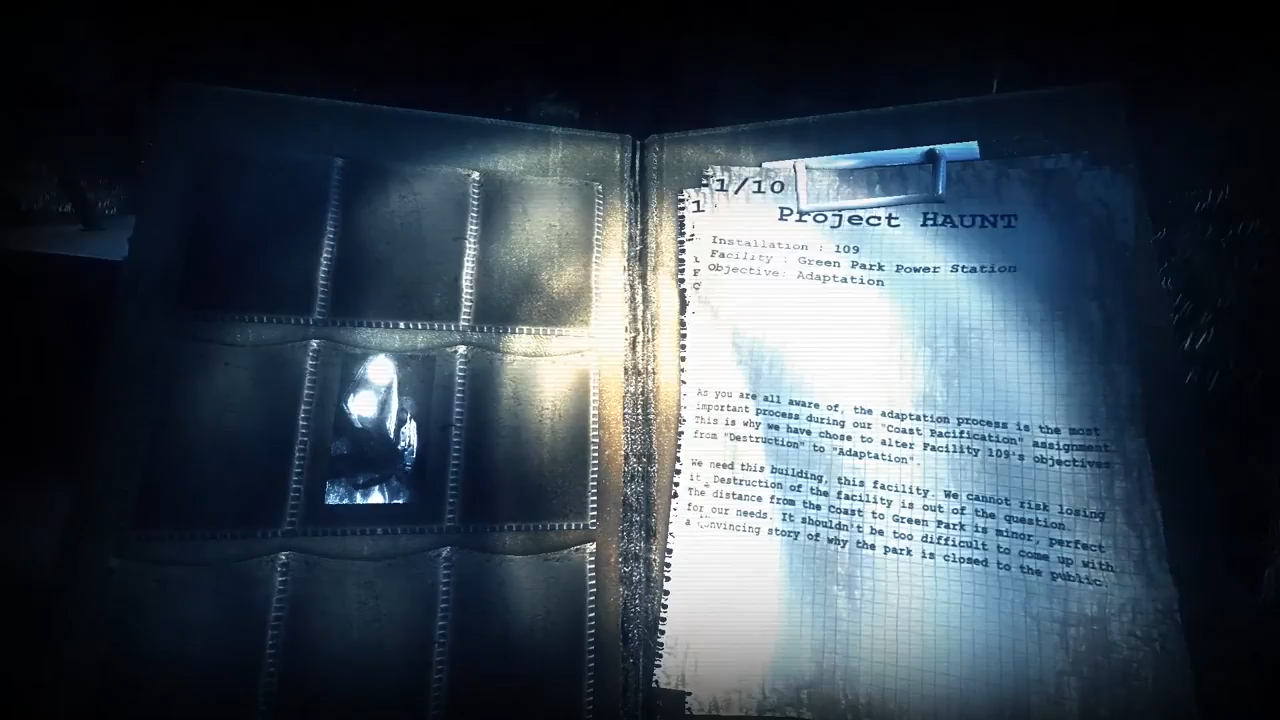 -1/10
1
Project HAUNT
Installation : 109
Facility : Green Park Power Station
Objective: Adaptation
As you are all aware of, the adaptation process is the most
important process during our "Coast Pacification" assignment.
This is why we have chose to alter Facility 109's objectives
from "Destruction" to "Adaptation".
We need this building, this facility. We cannot risk losing
it. Destruction of the facility is out of the question.
The distance from the Coast to Green Park is minor, perfect
for our needs. It shouldn't be too difficult to come up with
a convincing story of why the park is closed to the public.